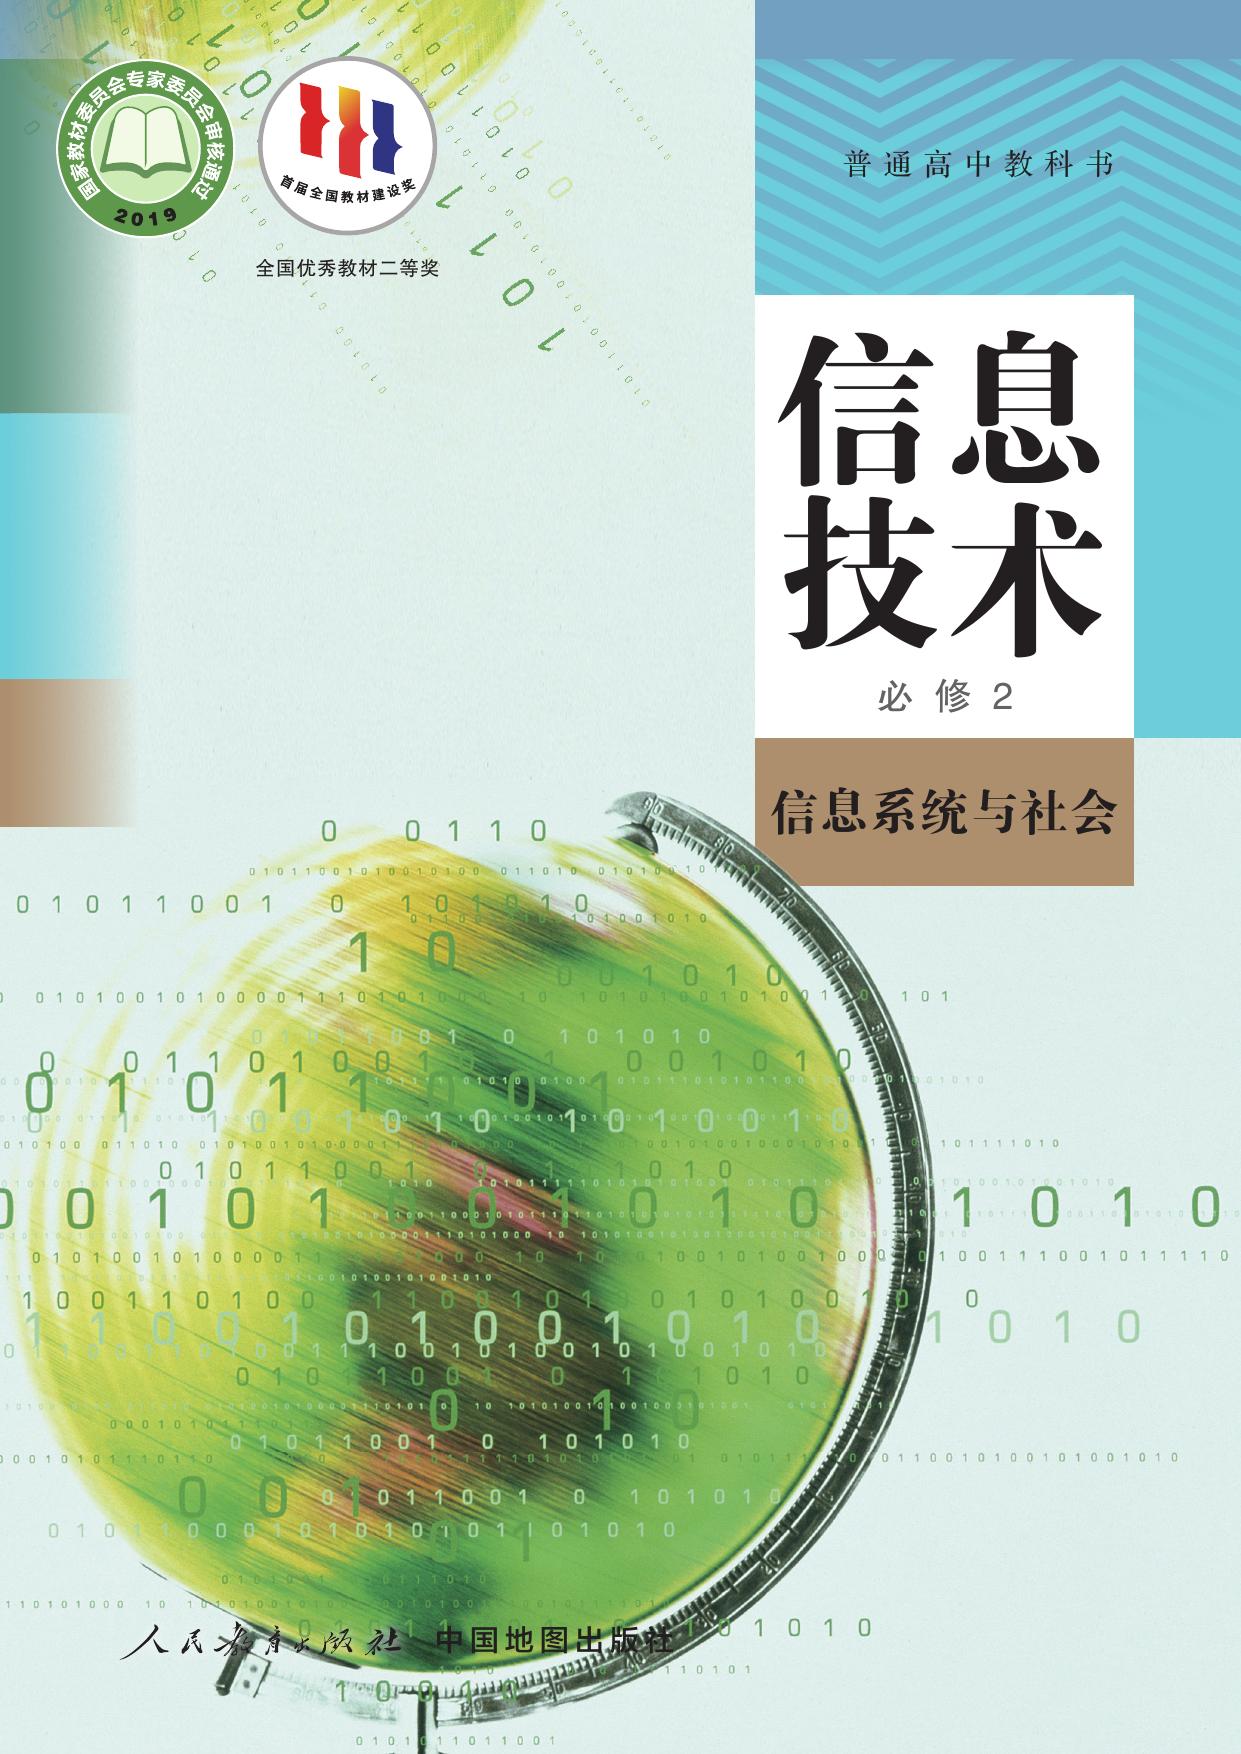 国家教材委员会专家委员会审核通过
2019
首届全国教材建设奖
全国优秀教材二等奖
普通高中教科书
信息
技术
必修2
信息系统与社会
人民教育出版社 中国地图出版社